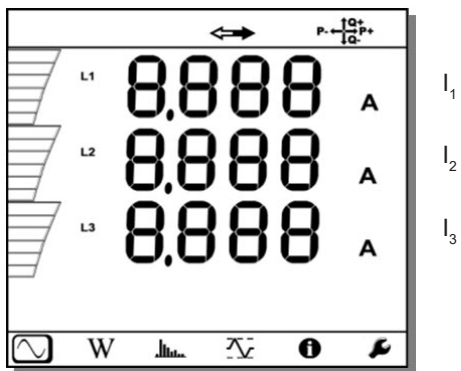 P- Q+ P+
Q-
L1 8.888 A I1
L2 8.888 A I2
L3 8.888 A I3
W